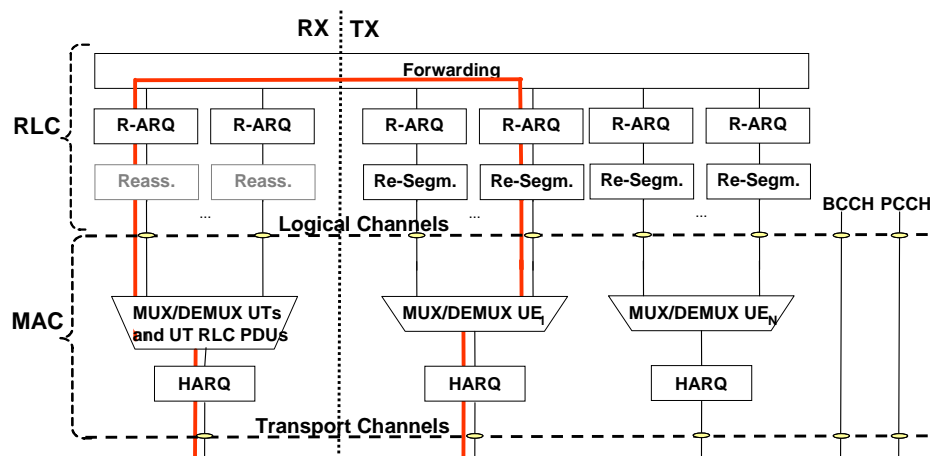 RX TX
Forwarding
RLC
R-ARQ R-ARQ R-ARQ R-ARQ R-ARQ R-ARQ
Reass. Reass. Re-Segm. Re-Segm. Re-Segm. Re-Segm.
... ... ...
BCCH PCCH
Logical Channels
MAC
MUX/DEMUX UTs
and UT RLC PDUs
MUX/DEMUX UE1
MUX/DEMUX UEN
HARQ HARQ HARQ
Transport Channels